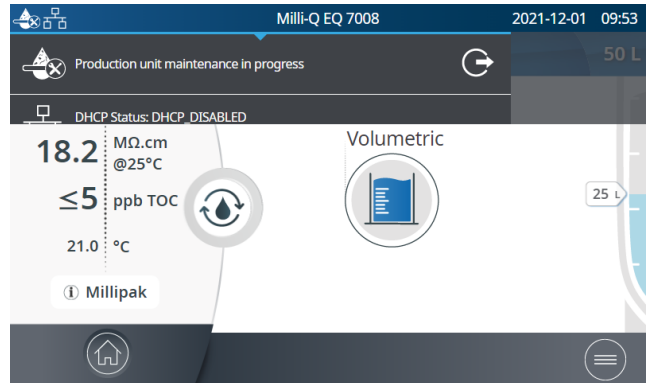 Milli-Q EQ 7008 2021-12-01 09:53
Production unit maintenance in progress
50 L
DHCP Status: DHCP_DISABLED
18.2 MΩ.cm
@25°C
Volumetric
≤5 ppb TOC
25 L
21.0 °C
i Millipak